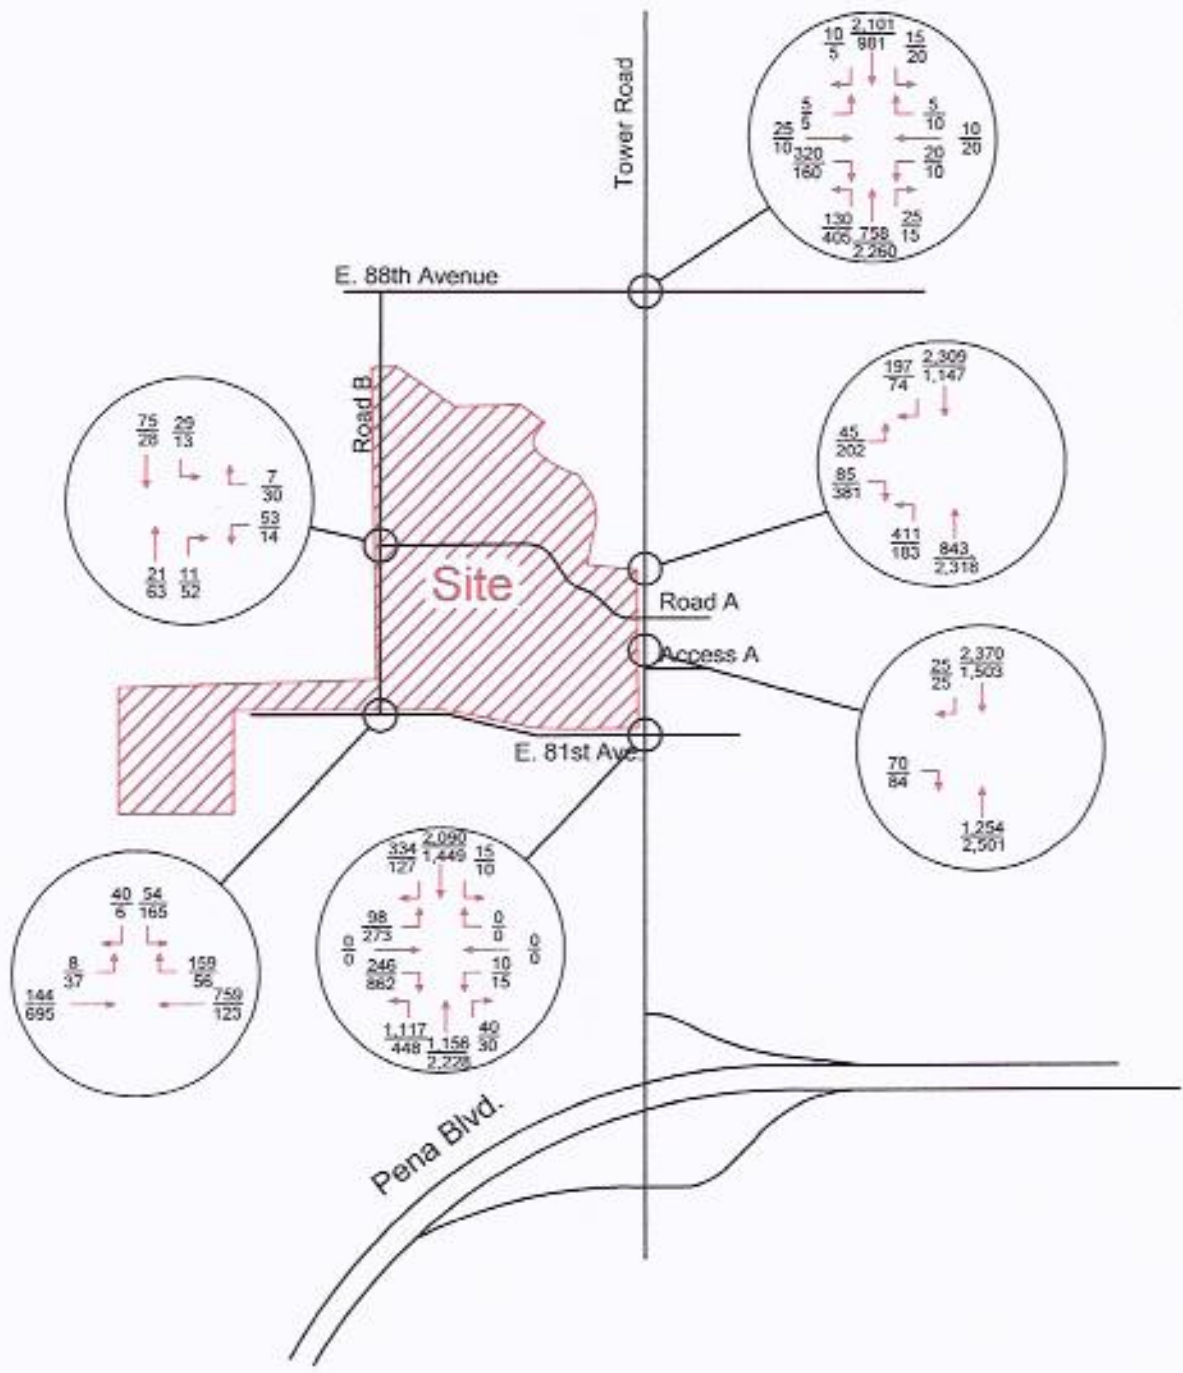 Tower Road
10/5 2,101/981 15/20
5/5 5/10
25/10 10/20
320/160 20/10
130/405 758/2,260 25/15
E. 88th Avenue
197/74 2,309/1,147
45/202
85/381
411/183 843/2,318
Road B
75/28 29/13
7/30
53/14
21/63 11/52
Site
Road A
Access A
25/25 2,370/1,503
70/84
1,254/2,501
E. 81st Ave.
40/6 54/165
8/37 159/56
144/695 759/123
334/127 2,090/1,449 15/10
98/273 0/0
0/0 0/0
246/862 10/15
1,117/448 1,156/2,228 40/30
Pena Blvd.